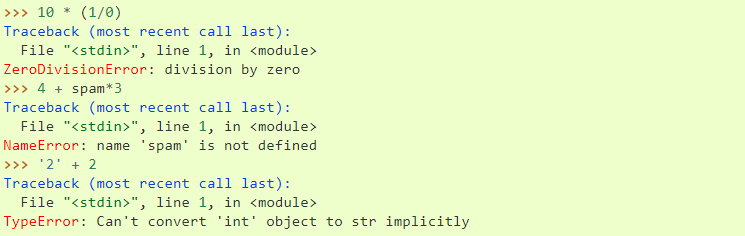 >>> 10 * (1/0)
Traceback (most recent call last):
  File "<stdin>", line 1, in <module>
ZeroDivisionError: division by zero
>>> 4 + spam*3
Traceback (most recent call last):
  File "<stdin>", line 1, in <module>
NameError: name 'spam' is not defined
>>> '2' + 2
Traceback (most recent call last):
  File "<stdin>", line 1, in <module>
TypeError: Can't convert 'int' object to str implicitly